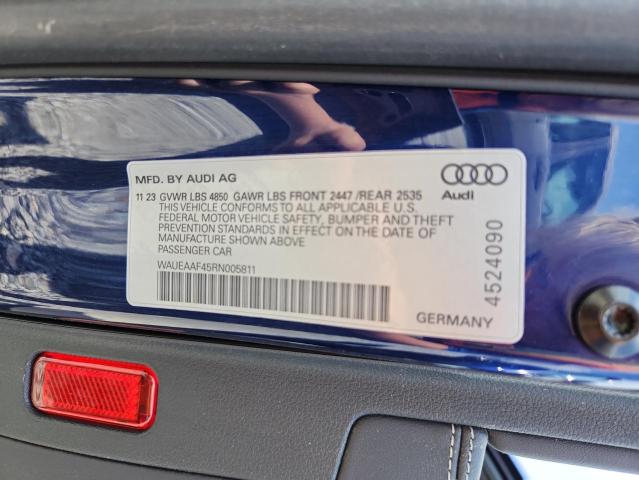 MFD. BY AUDI AG
11 23 GVWR LBS 4850 GAWR LBS FRONT 2447 /REAR 2535
THIS VEHICLE CONFORMS TO ALL APPLICABLE U.S.
FEDERAL MOTOR VEHICLE SAFETY, BUMPER AND THEFT
PREVENTION STANDARDS IN EFFECT ON THE DATE OF
MANUFACTURE SHOWN ABOVE
PASSENGER CAR
WAUEAAF45RN005811
Audi
4524090
GERMANY